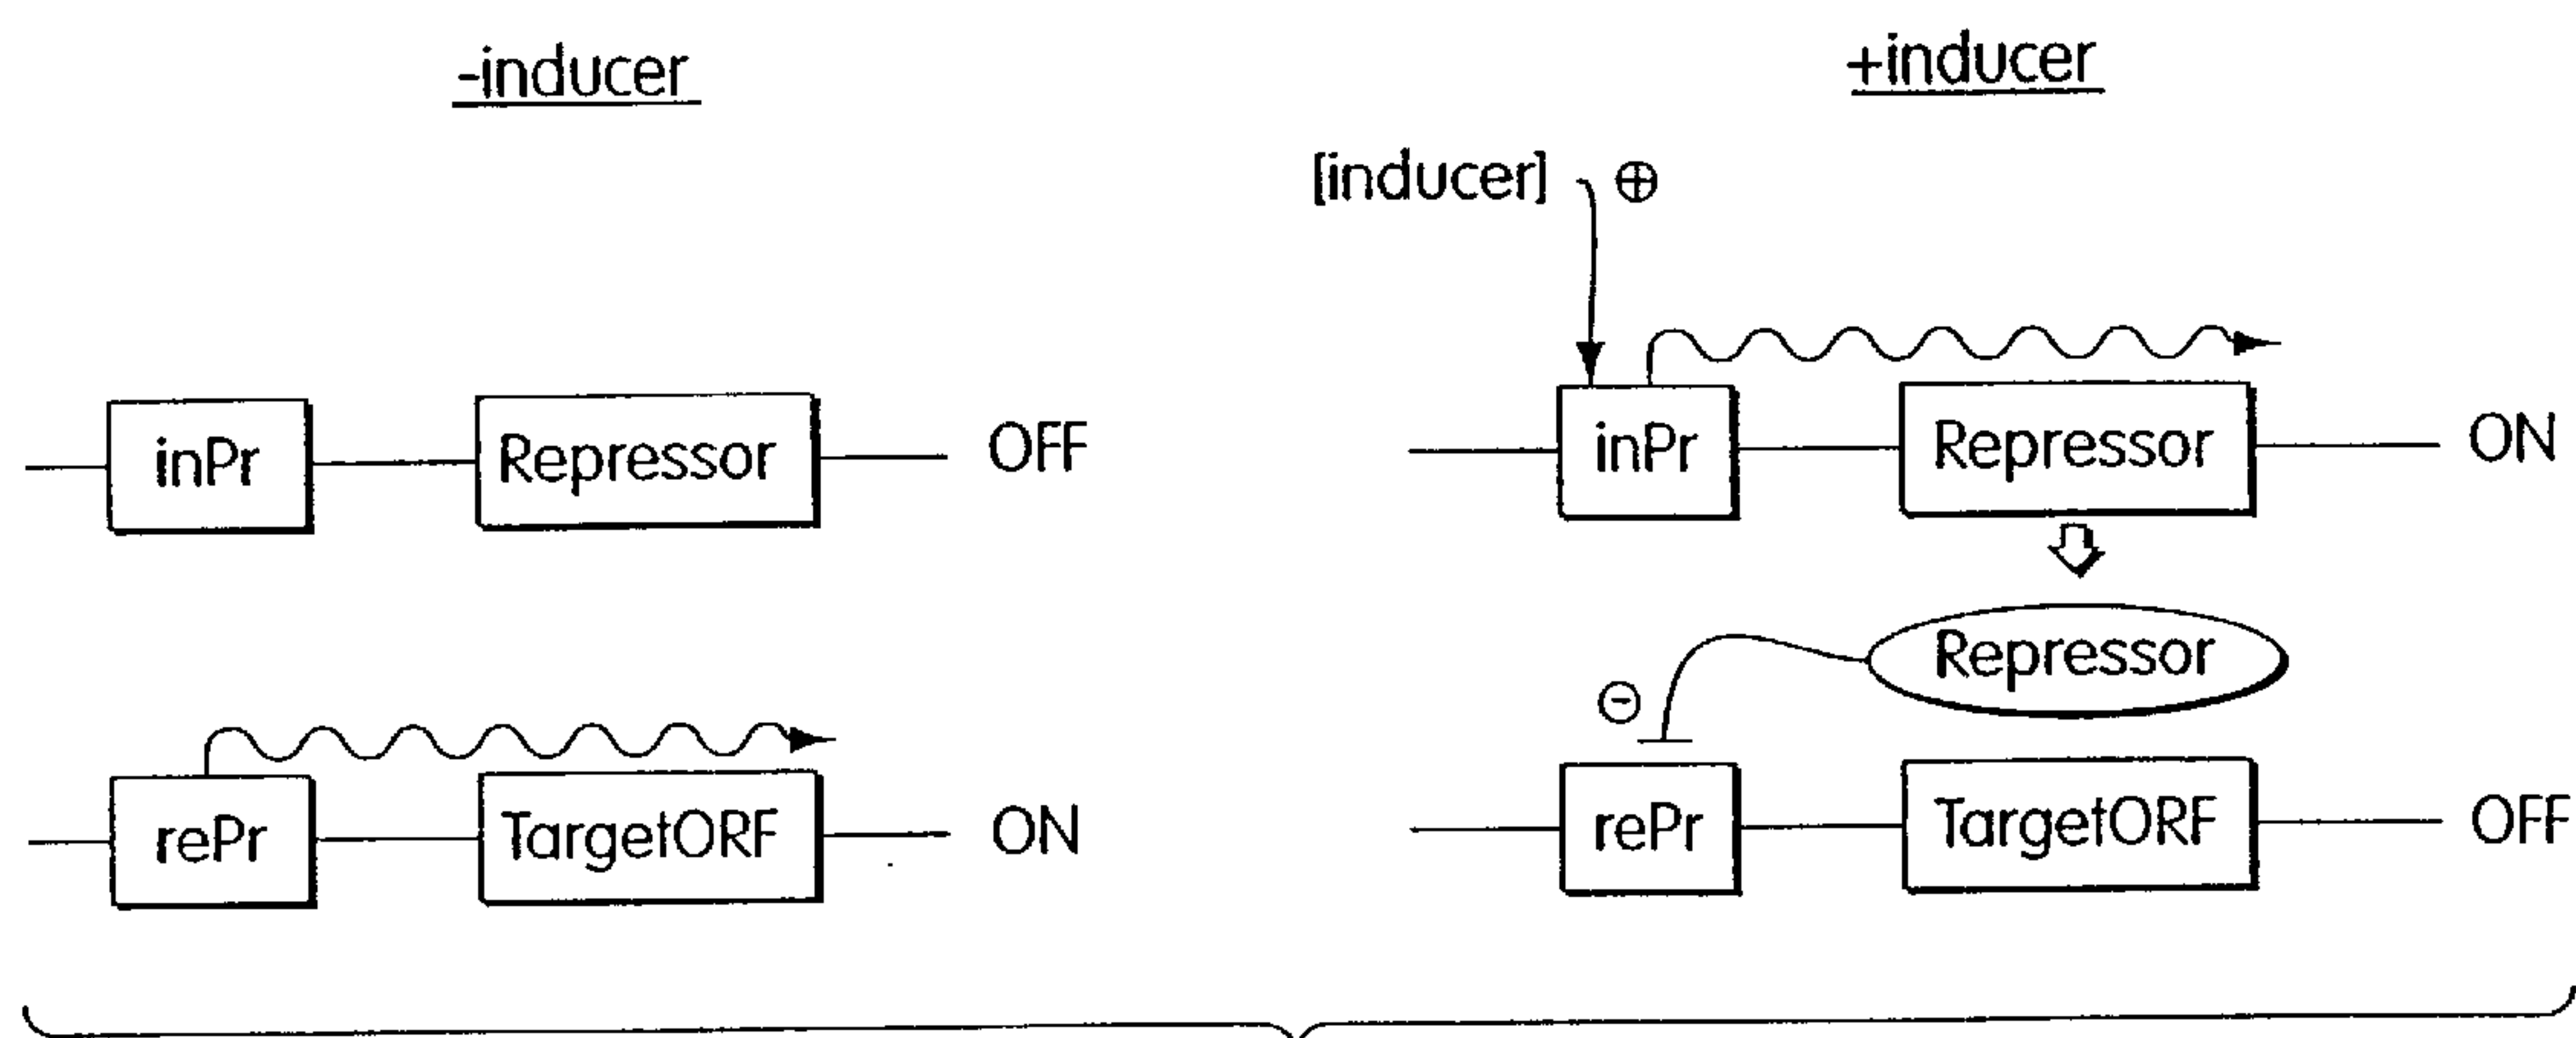 -inducer
+inducer
[inducer] ⊕
inPr Repressor OFF
inPr Repressor ON
Repressor
⊖
rePr TargetORF ON
rePr TargetORF OFF